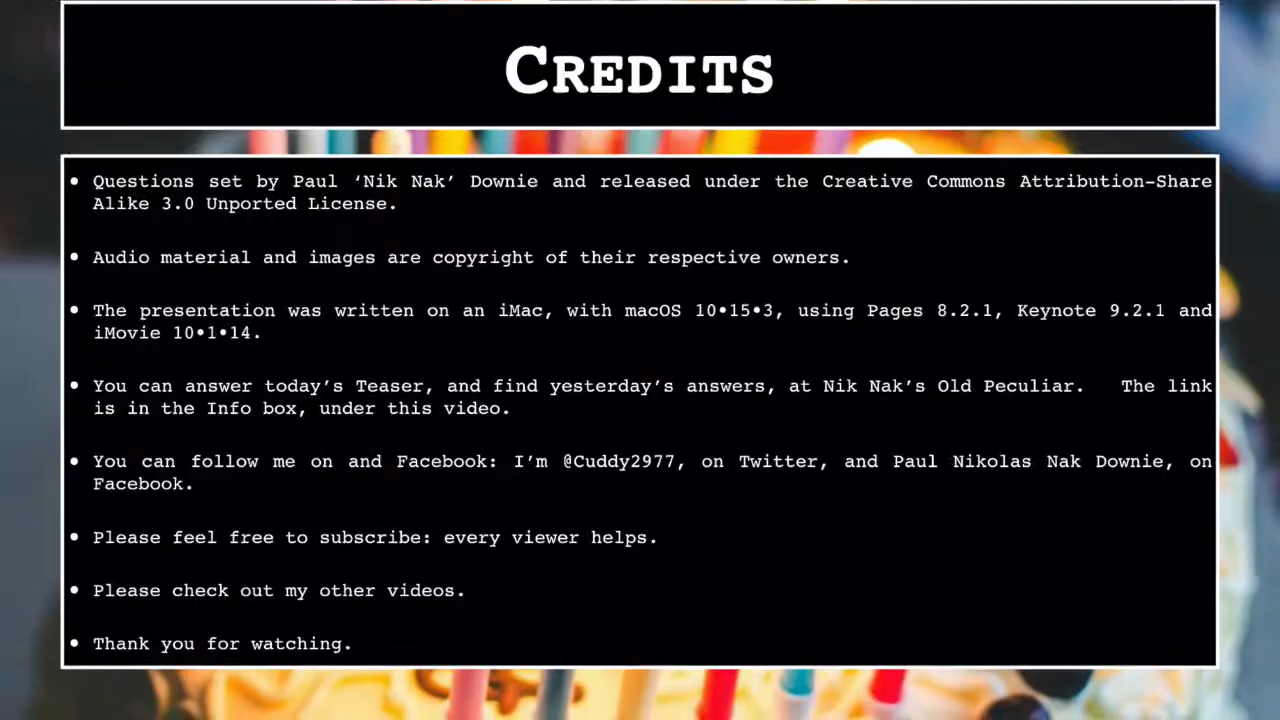 CREDITS
• Questions set by Paul ‘Nik Nak’ Downie and released under the Creative Commons Attribution-Share
Alike 3.0 Unported License.
• Audio material and images are copyright of their respective owners.
• The presentation was written on an iMac, with macOS 10•15•3, using Pages 8.2.1, Keynote 9.2.1 and
iMovie 10•1•14.
• You can answer today’s Teaser, and find yesterday’s answers, at Nik Nak’s Old Peculiar. The link
is in the Info box, under this video.
• You can follow me on and Facebook: I’m @Cuddy2977, on Twitter, and Paul Nikolas Nak Downie, on
Facebook.
• Please feel free to subscribe: every viewer helps.
• Please check out my other videos.
• Thank you for watching.